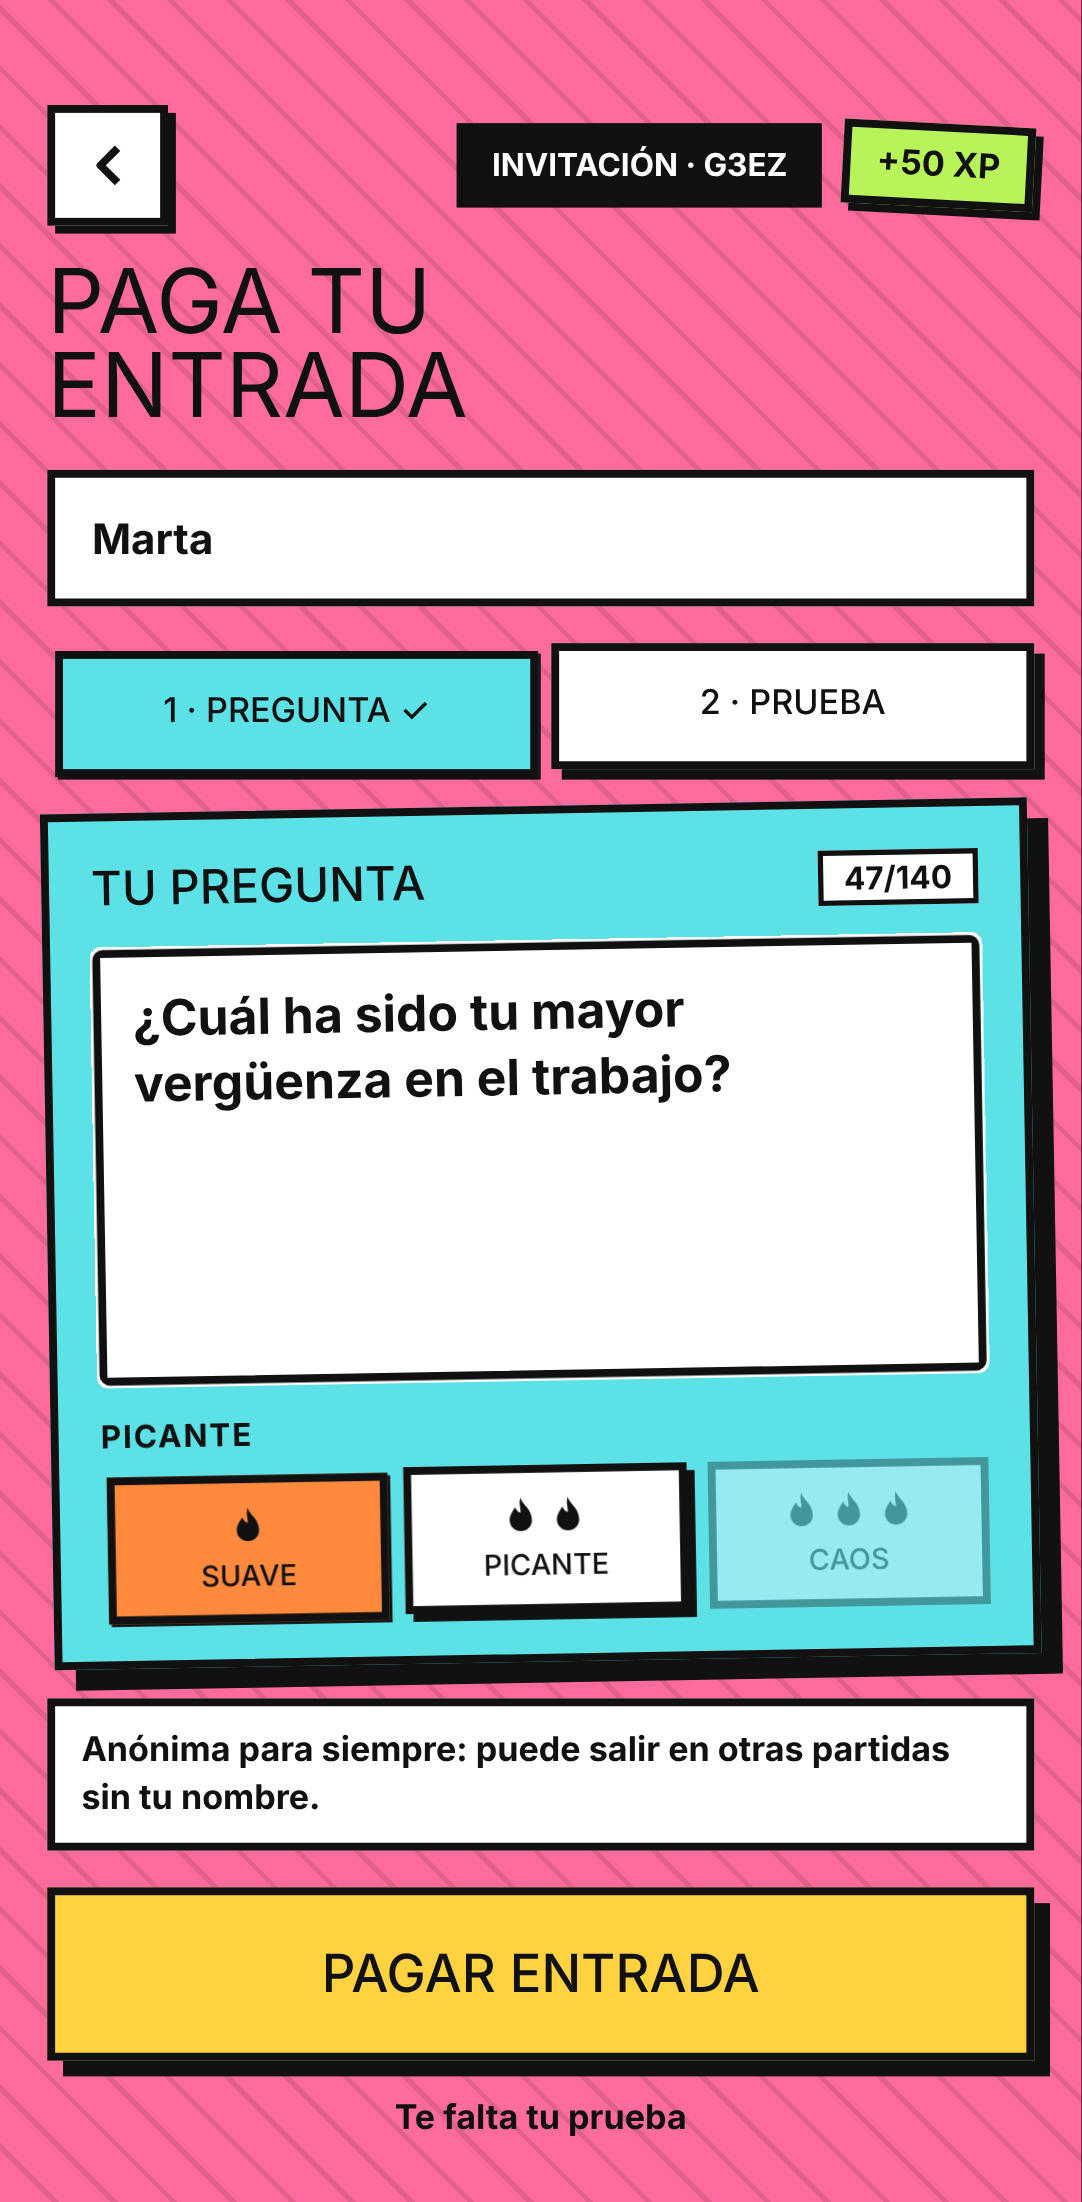 INVITACIÓN · G3EZ
+50 XP
PAGA TU
ENTRADA
Marta
1 · PREGUNTA ✓
2 · PRUEBA
TU PREGUNTA
47/140
¿Cuál ha sido tu mayor
vergüenza en el trabajo?
PICANTE
SUAVE
PICANTE
CAOS
Anónima para siempre: puede salir en otras partidas
sin tu nombre.
PAGAR ENTRADA
Te falta tu prueba